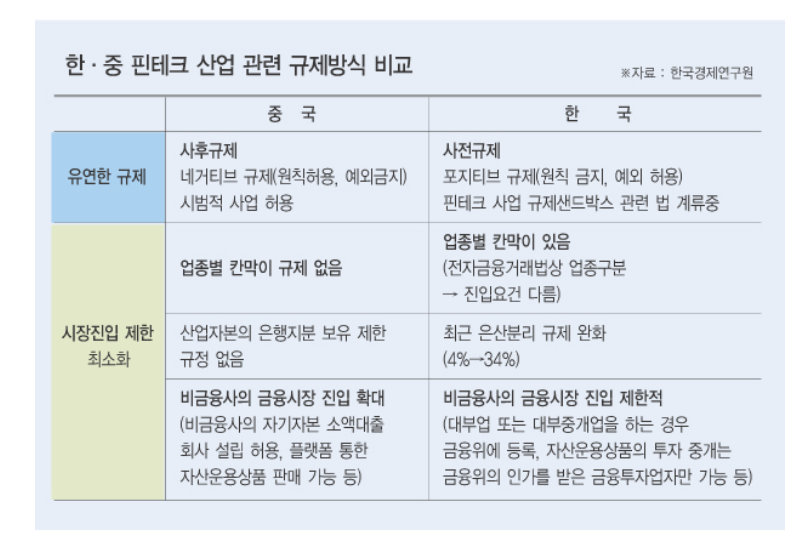 한·중 핀테크 산업 관련 규제방식 비교
※자료 : 한국경제연구원
중 국
한 국
유연한 규제
사후규제
네거티브 규제(원칙허용, 예외금지)
시범적 사업 허용
사전규제
포지티브 규제(원칙 금지, 예외 허용)
핀테크 사업 규제샌드박스 관련 법 계류중
시장진입 제한
최소화
업종별 칸막이 규제 없음
업종별 칸막이 있음
(전자금융거래법상 업종구분
→ 진입요건 다름)
산업자본의 은행지분 보유 제한
규정 없음
최근 은산분리 규제 완화
(4%→34%)
비금융사의 금융시장 진입 확대
(비금융사의 자기자본 소액대출
회사 설립 허용, 플랫폼 통한
자산운용상품 판매 가능 등)
비금융사의 금융시장 진입 제한적
(대부업 또는 대부중개업을 하는 경우
금융위에 등록, 자산운용상품의 투자 중개는
금융위의 인가를 받은 금융투자업자만 가능 등)